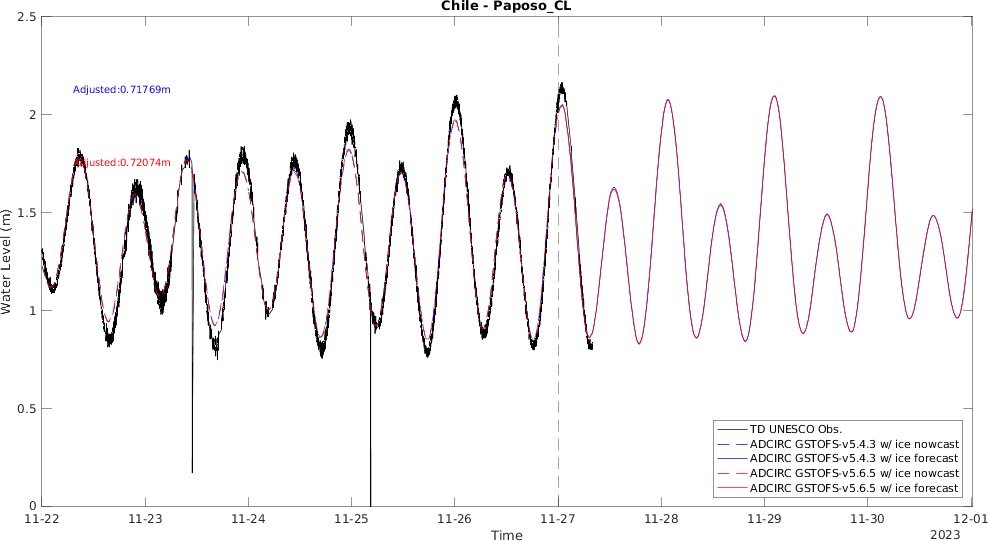 Chile - Paposo_CL
2.5
2
1.5
1
0.5
0
Water Level (m)
Adjusted:0.71769m
Adjusted:0.72074m
TD UNESCO Obs.
ADCIRC GSTOFS-v5.4.3 w/ ice nowcast
ADCIRC GSTOFS-v5.4.3 w/ ice forecast
ADCIRC GSTOFS-v5.6.5 w/ ice nowcast
ADCIRC GSTOFS-v5.6.5 w/ ice forecast
11-22 11-23 11-24 11-25 11-26 11-27 11-28 11-29 11-30 12-01
Time
2023